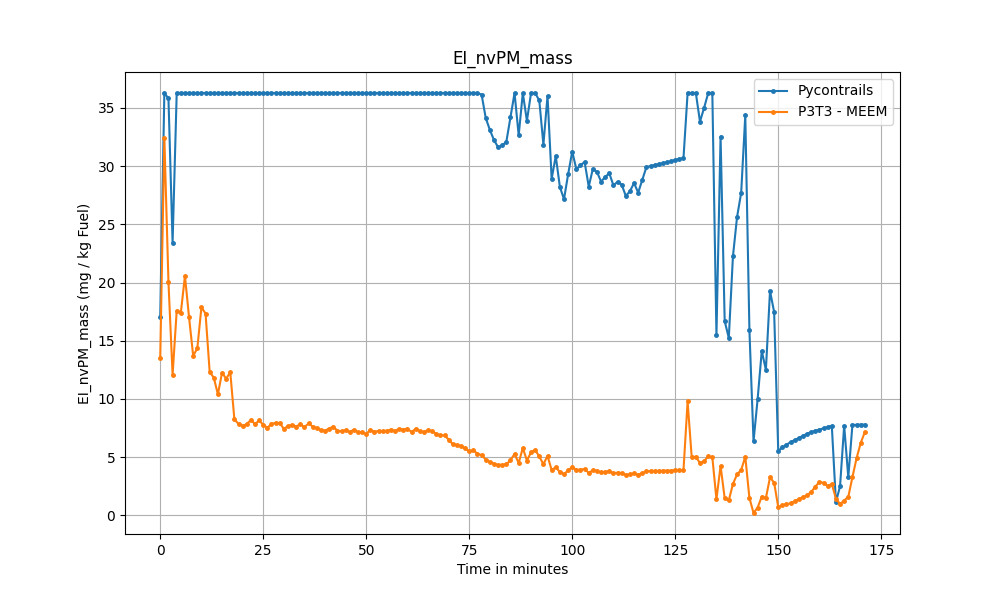 EI_nvPM_mass
Pycontrails
P3T3 - MEEM
EI_nvPM_mass (mg / kg Fuel)
35
30
25
20
15
10
5
0
0 25 50 75 100 125 150 175
Time in minutes